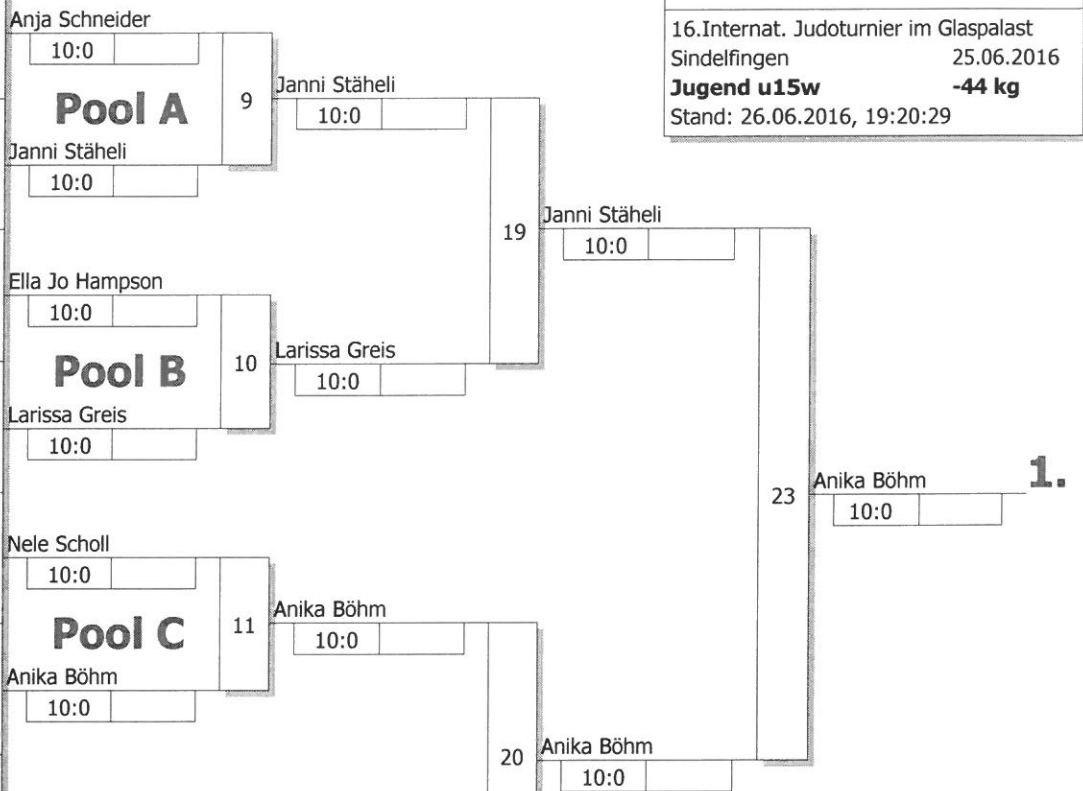 16.Internat. Judoturnier im Glaspalast
Sindelfingen 25.06.2016
Jugend u15w -44 kg
Stand: 26.06.2016, 19:20:29
Anja Schneider
10:0
Pool A
9
Janni Stäheli
10:0
Janni Stäheli
10:0
19
Janni Stäheli
10:0
Ella Jo Hampson
10:0
Pool B
10
Larissa Greis
10:0
Larissa Greis
10:0
23
Anika Böhm
1.
10:0
Nele Scholl
10:0
Pool C
11
Anika Böhm
10:0
Anika Böhm
10:0
20
Anika Böhm
10:0